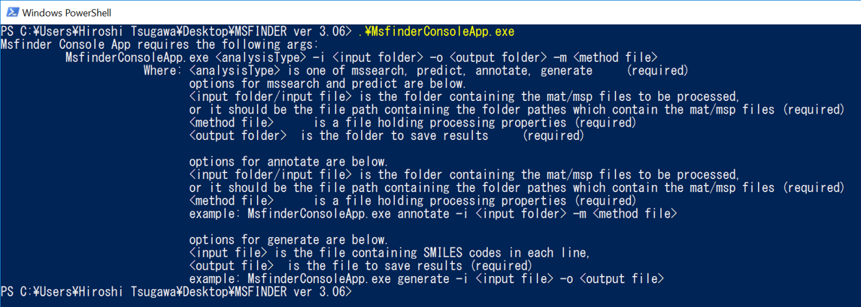 Windows PowerShell
PS C:¥Users¥Hiroshi Tsugawa¥Desktop¥MSFINDER ver 3.06> .¥MsfinderConsoleApp.exe
Msfinder Console App requires the following args:
MsfinderConsoleApp.exe <analysisType> -i <input folder> -o <output folder> -m <method file>
Where: <analysisType> is one of mssearch, predict, annotate, generate (required)
options for mssearch and predict are below.
<input folder/input file> is the folder containing the mat/msp files to be processed,
or it should be the file path containing the folder pathes which contain the mat/msp files (required)
<method file> is a file holding processing properties (required)
<output folder> is the folder to save results (required)
options for annotate are below.
<input folder/input file> is the folder containing the mat/msp files to be processed,
or it should be the file path containing the folder pathes which contain the mat/msp files (required)
<method file> is a file holding processing properties (required)
example: MsfinderConsoleApp.exe annotate -i <input folder> -m <method file>
options for generate are below.
<input file> is the file containing SMILES codes in each line,
<output file> is the file to save results (required)
example: MsfinderConsoleApp.exe generate -i <input file> -o <output file>
PS C:¥Users¥Hiroshi Tsugawa¥Desktop¥MSFINDER ver 3.06>